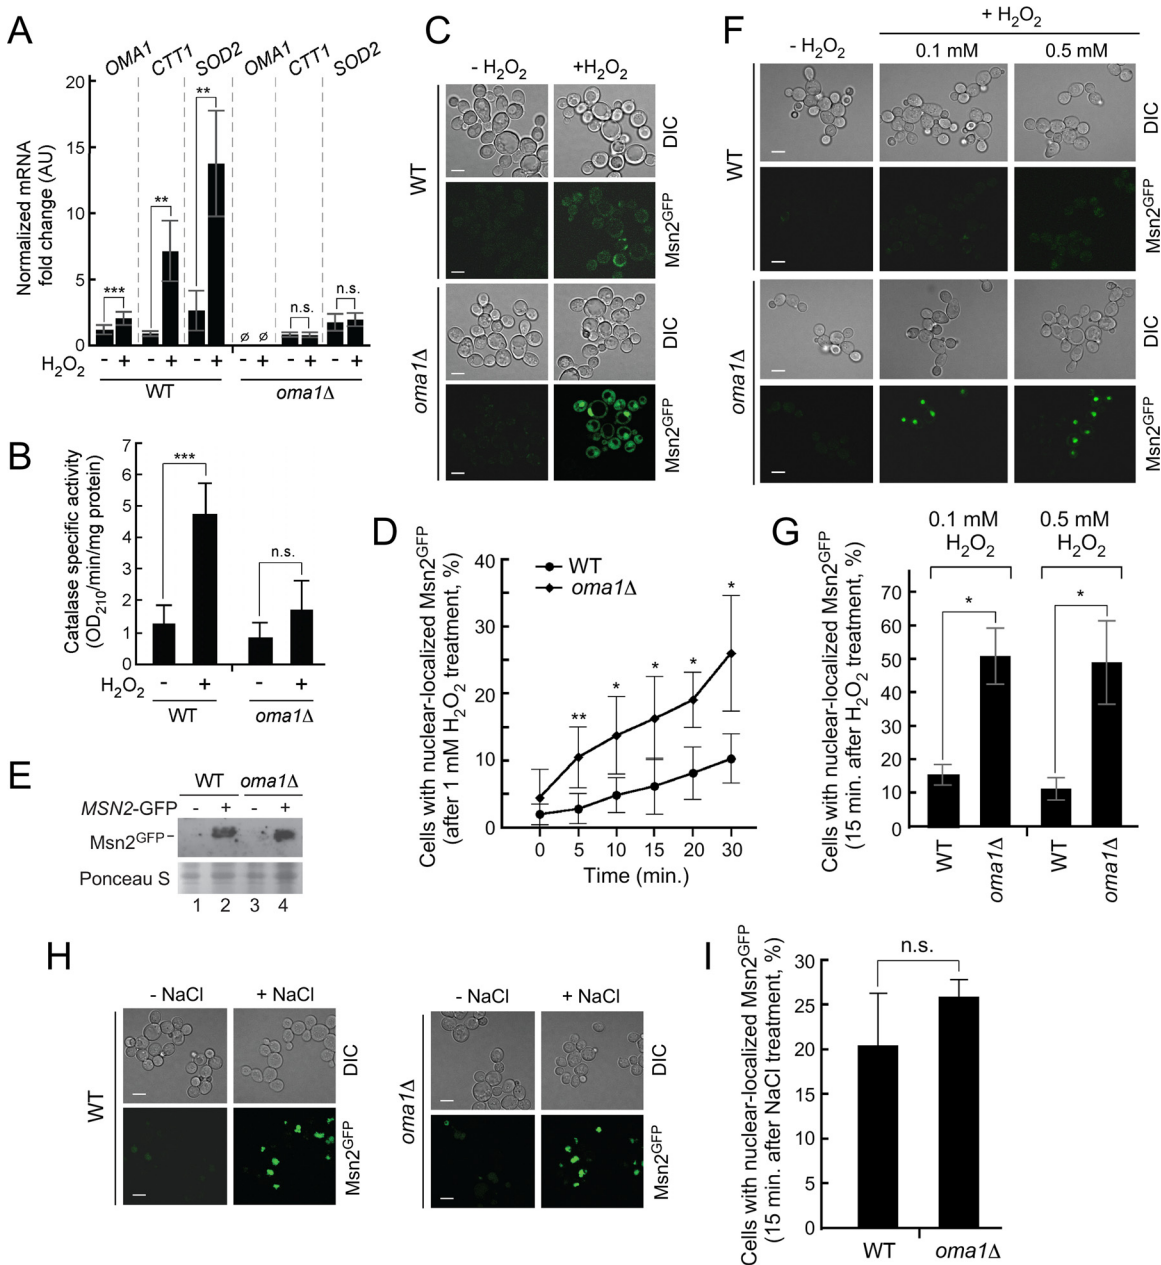 A
OMA1 CTT1 SOD2 OMA1 CTT1 SOD2
Normalized mRNA
fold change (AU)
20
15
10
5
0
*** ** ** ø ø n.s. n.s.
H2O2 - + - + - + - + - + - +
WT oma1Δ
B
Catalase specific activity
(OD210/min/mg protein)
7
6
5
4
3
2
1
0
*** n.s.
H2O2 - + - +
WT oma1Δ
C
- H2O2 +H2O2
WT
DIC
Msn2GFP
oma1Δ
DIC
Msn2GFP
D
Cells with nuclear-localized Msn2GFP
(after 1 mM H2O2 treatment, %)
40
30
20
10
0
WT
oma1Δ
** * * * *
0 5 10 15 20 30
Time (min.)
E
WT oma1Δ
MSN2-GFP - + - +
Msn2GFP-
Ponceau S
1 2 3 4
F
+ H2O2
- H2O2 0.1 mM 0.5 mM
WT
DIC
Msn2GFP
oma1Δ
DIC
Msn2GFP
G
Cells with nuclear-localized Msn2GFP
(15 min. after H2O2 treatment, %)
0.1 mM 0.5 mM
H2O2 H2O2
70
60
50
40
30
20
10
0
* *
WT oma1Δ WT oma1Δ
H
- NaCl + NaCl
WT
DIC
Msn2GFP
- NaCl + NaCl
oma1Δ
DIC
Msn2GFP
I
Cells with nuclear-localized Msn2GFP
(15 min. after NaCl treatment, %)
30
25
20
15
10
5
0
n.s.
WT oma1Δ